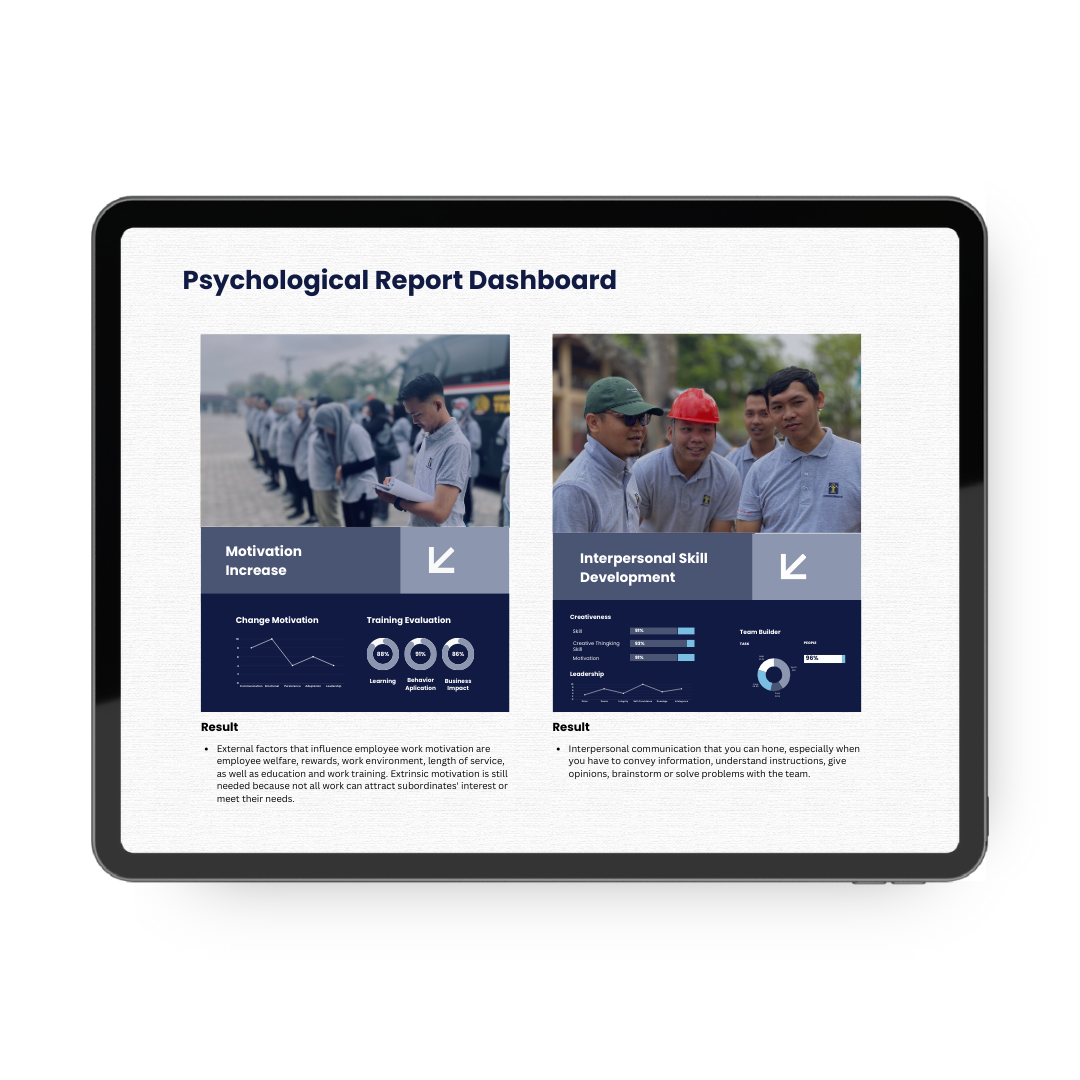 Psychological Report Dashboard
Motivation
Increase
Change Motivation
Training Evaluation
88%
91%
86%
Learning
Behavior
Aplication
Business
Impact
Result
External factors that influence employee work motivation are
employee welfare, rewards, work environment, length of service,
as well as education and work training. Extrinsic motivation is still
needed because not all work can attract subordinates' interest or
meet their needs.
Interpersonal Skill
Development
Creativeness
Skill
Creative Thingking
Skill
93%
Motivation
Leadership
Team Builder
TASK
PEOPLE
96%
Result
Interpersonal communication that you can hone, especially when
you have to convey information, understand instructions, give
opinions, brainstorm or solve problems with the team.